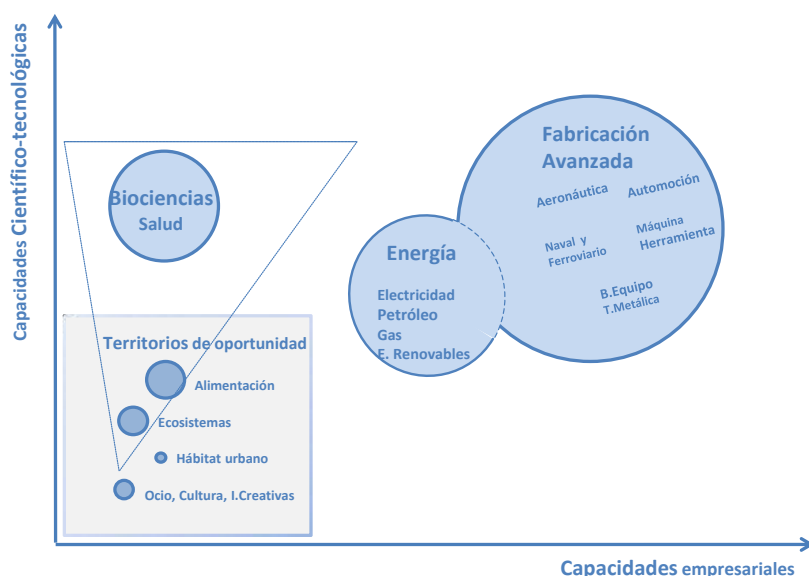 Capacidades Científico-tecnológicas
Biociencias
Salud
Fabricación
Avanzada
Aeronáutica
Automoción
Naval y
Ferroviario
Máquina
Herramienta
B.Equipo
T.Metálica
Energía
Electricidad
Petróleo
Gas
E. Renovables
Territorios de oportunidad
Alimentación
Ecosistemas
Hábitat urbano
Ocio, Cultura, I.Creativas
Capacidades empresariales